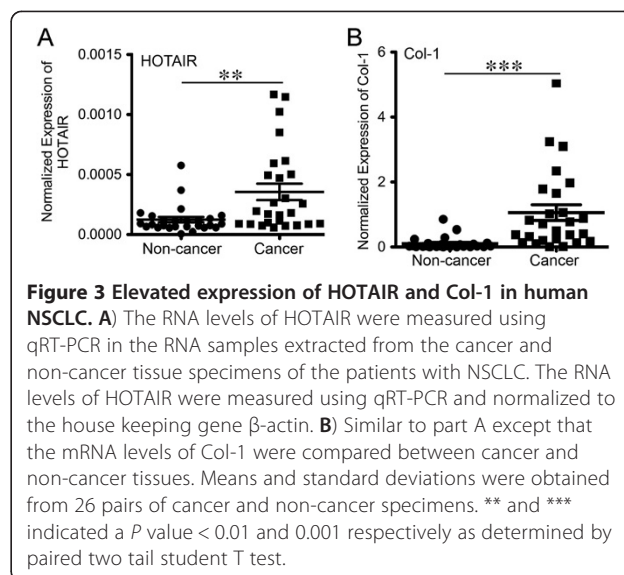 A
HOTAIR
**
Normalized Expression of
HOTAIR
0.0015
0.0010
0.0005
0.0000
Non-cancer
Cancer
B
Col-1
***
Normalized Expression of Col-1
6
4
2
0
Non-cancer
Cancer
Figure 3 Elevated expression of HOTAIR and Col-1 in human
NSCLC. A) The RNA levels of HOTAIR were measured using
qRT-PCR in the RNA samples extracted from the cancer and
non-cancer tissue specimens of the patients with NSCLC. The RNA
levels of HOTAIR were measured using qRT-PCR and normalized to
the house keeping gene β-actin. B) Similar to part A except that
the mRNA levels of Col-1 were compared between cancer and
non-cancer tissues. Means and standard deviations were obtained
from 26 pairs of cancer and non-cancer specimens. ** and ***
indicated a P value < 0.01 and 0.001 respectively as determined by
paired two tail student T test.